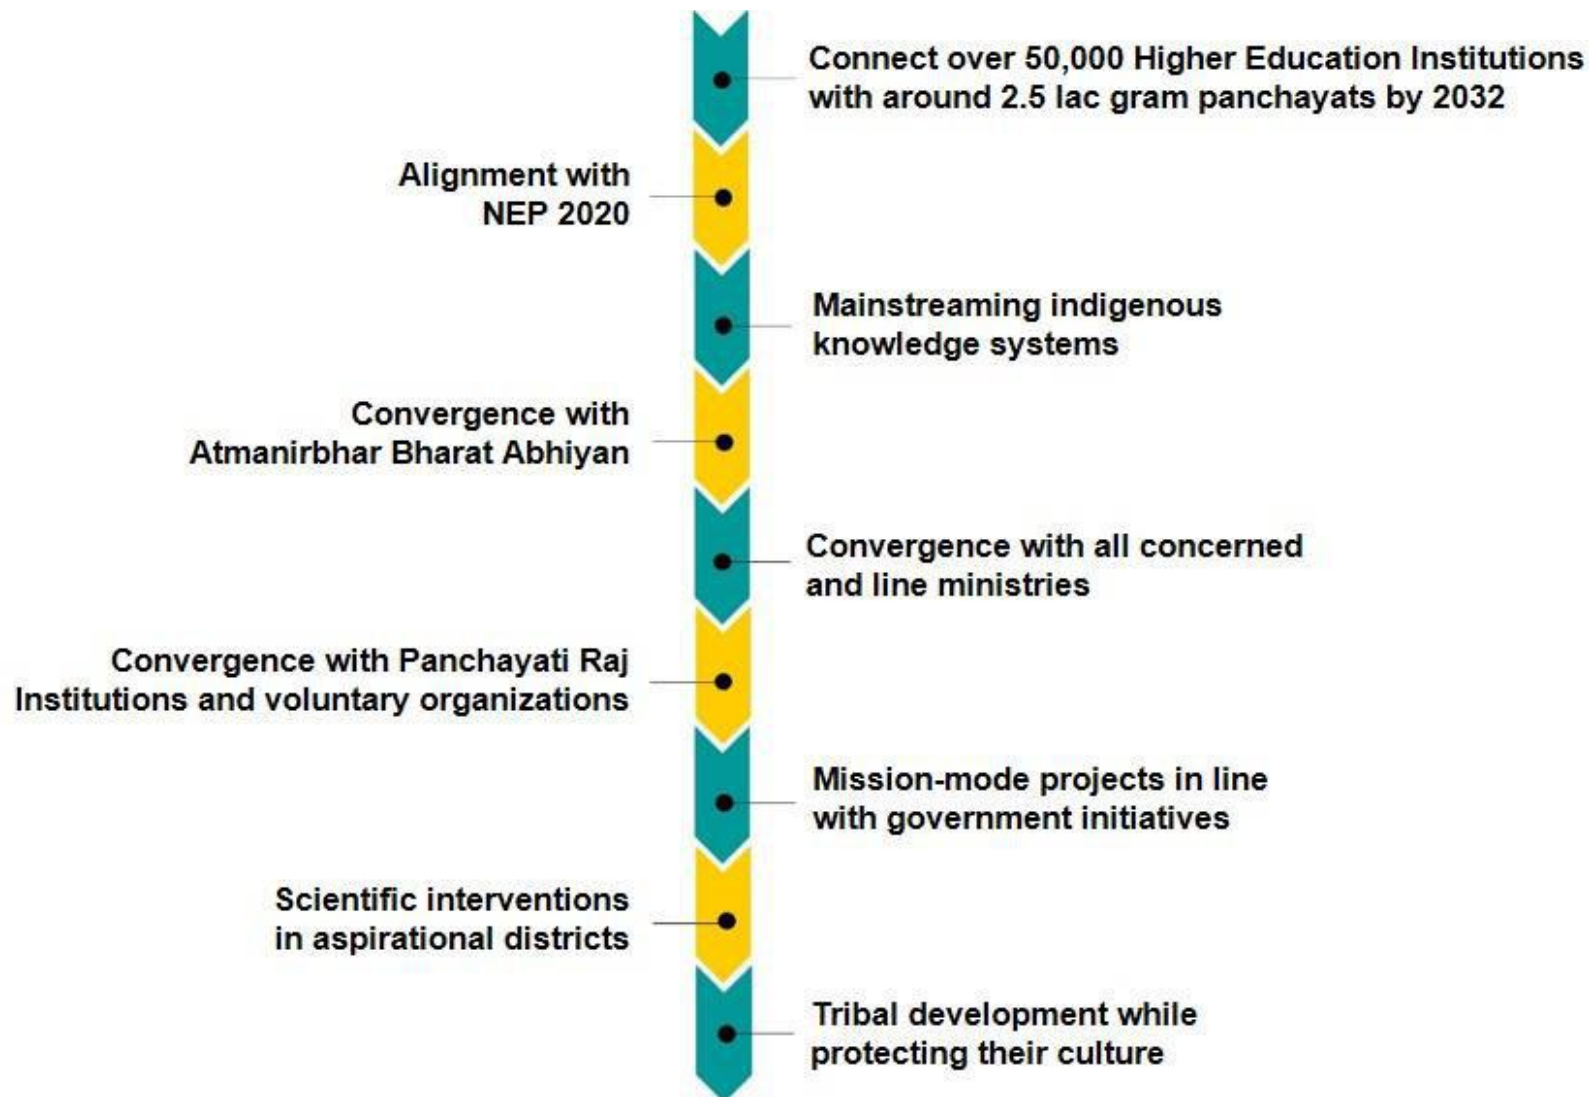 Connect over 50,000 Higher Education Institutions
with around 2.5 lac gram panchayats by 2032
Alignment with
NEP 2020
Mainstreaming indigenous
knowledge systems
Convergence with
Atmanirbhar Bharat Abhiyan
Convergence with all concerned
and line ministries
Convergence with Panchayati Raj
Institutions and voluntary organizations
Mission-mode projects in line
with government initiatives
Scientific interventions
in aspirational districts
Tribal development while
protecting their culture